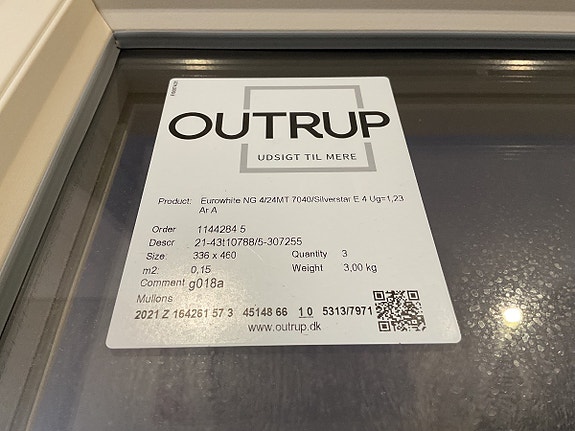 OUTRUP
UDSIGT TIL MERE
Product: Eurowhite NG 4/24MT 7040/Silverstar E 4 Ug=1,23
Ar A
Order 1144284 5
Descr 21-43110788/5-307255
Size: 336 x 460 Quantity 3
m2: 0,15 Weight 3,00 kg
Comment g018a
Mullions
2021 Z 164261 57 3 45148 66 1 0 5313/7971
www.outrup.dk